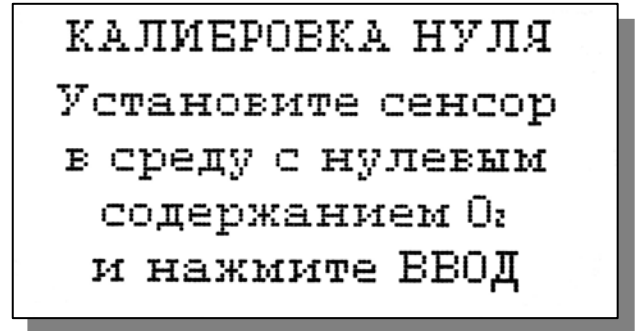 КАЛИБРОВКА НУЛЯ
Установите сенсор
в среду с нулевым
содержанием O₂
и нажмите ВВОД